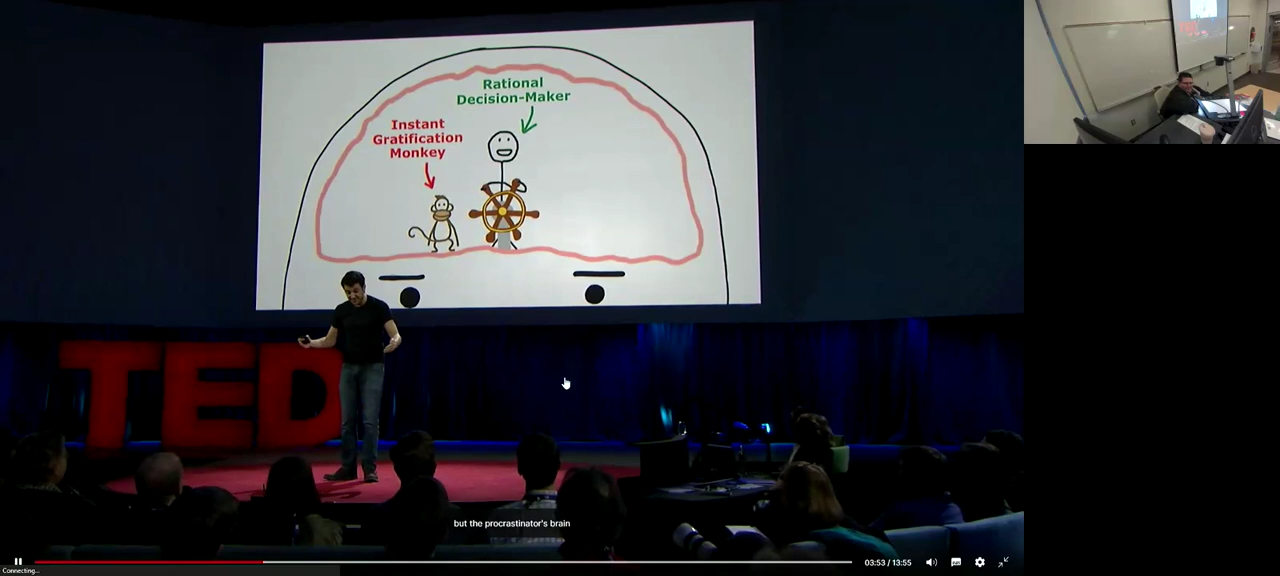 Rational
Decision-Maker
Instant
Gratification
Monkey
TED
but the procrastinator's brain
03:53 / 13:55
Connecting...